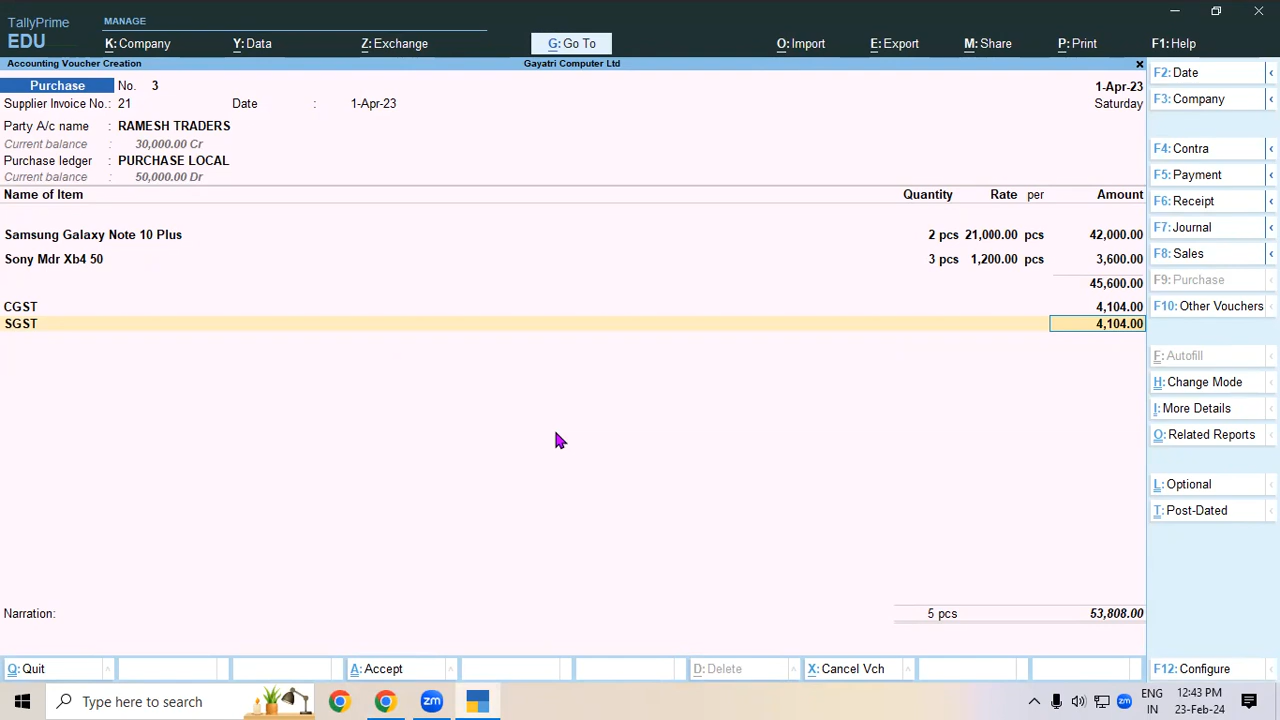 TallyPrime
EDU
MANAGE
K: Company
Y: Data
Z: Exchange
G: Go To
O: Import
E: Export
M: Share
P: Print
F1: Help
Accounting Voucher Creation
Gayatri Computer Ltd
Purchase No. 3
1-Apr-23
Supplier Invoice No.: 21 Date : 1-Apr-23
Saturday
Party A/c name : RAMESH TRADERS
Current balance : 30,000.00 Cr
Purchase ledger : PURCHASE LOCAL
Current balance : 50,000.00 Dr
Name of Item Quantity Rate per Amount
Samsung Galaxy Note 10 Plus 2 pcs 21,000.00 pcs 42,000.00
Sony Mdr Xb4 50 3 pcs 1,200.00 pcs 3,600.00
45,600.00
CGST 4,104.00
SGST 4,104.00
Narration: 5 pcs 53,808.00
F2: Date
F3: Company
F4: Contra
F5: Payment
F6: Receipt
F7: Journal
F8: Sales
F9: Purchase
F10: Other Vouchers
F: Autofill
H: Change Mode
I: More Details
O: Related Reports
L: Optional
T: Post-Dated
Q: Quit
A: Accept
D: Delete
X: Cancel Vch
F12: Configure
Type here to search
zm
zm
ENG
IN
12:43 PM
23-Feb-24